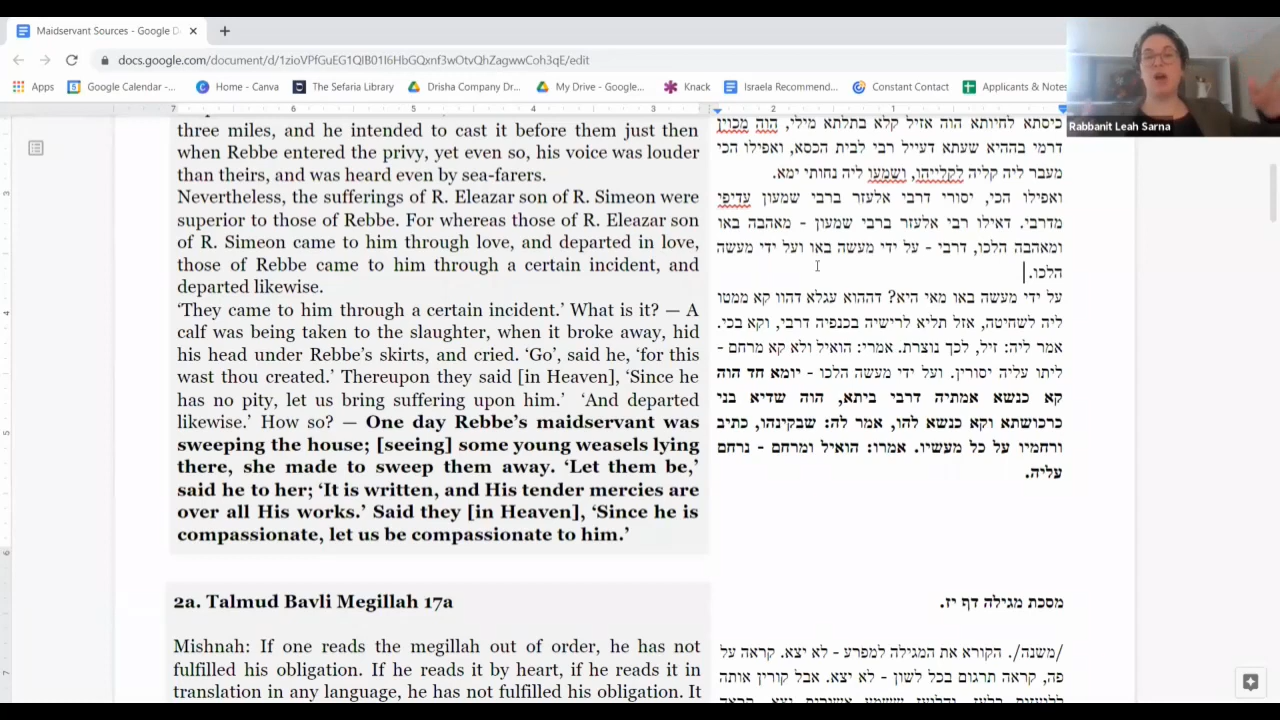 Maidservant Sources - Google D
docs.google.com/document/d/1zioVPfGuEG1QIB01I6HbGQxnf3wOtvQhZagwwCoh3qE/edit
Apps Google Calendar -... Home - Canva The Sefaria Library Drisha Company Dr... My Drive - Google... Knack Israela Recommend... Constant Contact Applicants & Notes
Rabbanit Leah Sarna
7 6 5 4 3 2 1
three miles, and he intended to cast it before them just then
when Rebbe entered the privy, yet even so, his voice was louder
than theirs, and was heard even by sea-farers.
Nevertheless, the sufferings of R. Eleazar son of R. Simeon were
superior to those of Rebbe. For whereas those of R. Eleazar son
of R. Simeon came to him through love, and departed in love,
those of Rebbe came to him through a certain incident, and
departed likewise.
‘They came to him through a certain incident.’ What is it? — A
calf was being taken to the slaughter, when it broke away, hid
his head under Rebbe’s skirts, and cried. ‘Go’, said he, ‘for this
wast thou created.’ Thereupon they said [in Heaven], ‘Since he
has no pity, let us bring suffering upon him.’ ‘And departed
likewise.’ How so? — One day Rebbe’s maidservant was
sweeping the house; [seeing] some young weasels lying
there, she made to sweep them away. ‘Let them be,’
said he to her; ‘It is written, and His tender mercies are
over all His works.’ Said they [in Heaven], ‘Since he is
compassionate, let us be compassionate to him.’
כיסתא לחיותא הוה אזיל קלא בתלתא מילי, הוה מכוין
דרמי בההיא שעתא דעייל רבי לבית הכסא, ואפילו הכי
מעבר ליה קליה לקלייהו, ושמעו ליה נחותי ימא.
ואפילו הכי, יסורי דרבי אלעזר ברבי שמעון עדיפי
מדרבי. דאילו רבי אלעזר ברבי שמעון - מאהבה באו
ומאהבה הלכו, דרבי - על ידי מעשה באו ועל ידי מעשה
הלכו.
על ידי מעשה באו מאי היא? דההוא עגלא דהוו קא ממטו
ליה לשחיטה, אזל תליא לרישיה בכנפיה דרבי, וקא בכי.
אמר ליה: זיל, לכך נוצרת. אמרי: הואיל ולא קא מרחם -
ליתו עליה יסורין. ועל ידי מעשה הלכו - יומא חד הוה
קא כנשא אמתיה דרבי ביתא, הוה שדיא בני
כרכושתא וקא כנשא להו, אמר לה: שבקינהו, כתיב
ורחמיו על כל מעשיו. אמרו: הואיל ומרחם - נרחם
עליה.
2a. Talmud Bavli Megillah 17a
מסכת מגילה דף יז.
Mishnah: If one reads the megillah out of order, he has not
fulfilled his obligation. If he reads it by heart, if he reads it in
translation in any language, he has not fulfilled his obligation. It
/משנה/. הקורא את המגילה למפרע - לא יצא. קראה על
פה, קראה תרגום בכל לשון - לא יצא. אבל קורין אותה